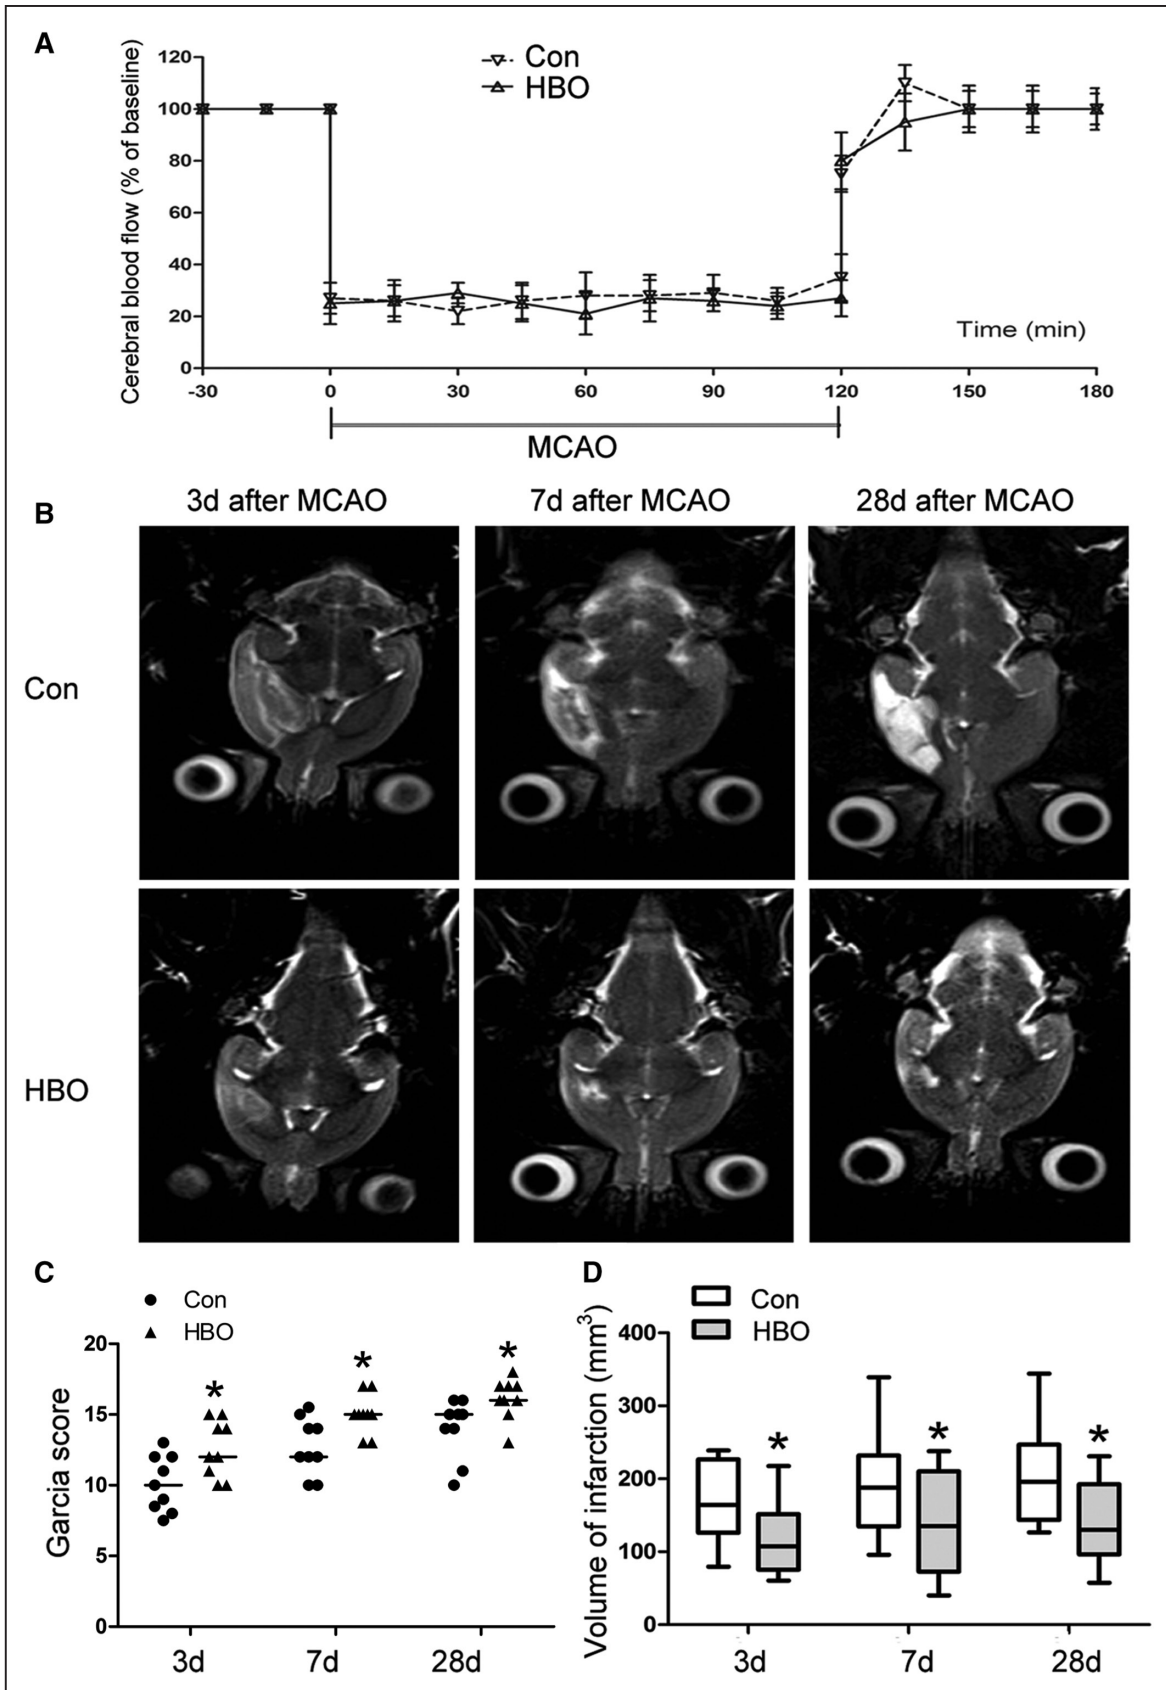 A
Cerebral blood flow (% of baseline)
120
100
80
60
40
20
0
Con
HBO
Time (min)
-30 0 30 60 90 120 150 180
MCAO
B
3d after MCAO 7d after MCAO 28d after MCAO
Con
HBO
C
Con
HBO
Garcia score
20
15
10
5
0
* * *
3d 7d 28d
D
Con
HBO
Volume of infarction (mm³)
400
300
200
100
0
* * *
3d 7d 28d